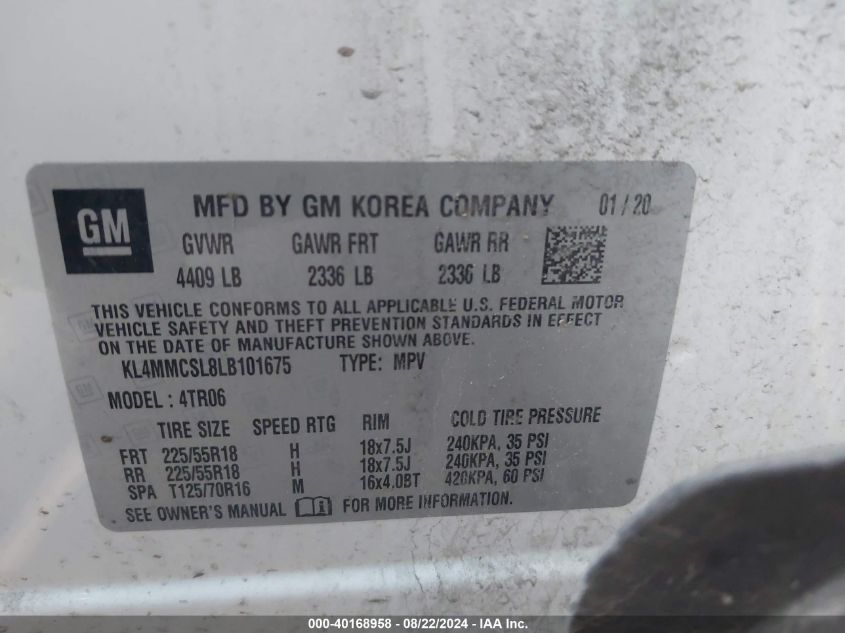 GM
MFD BY GM KOREA COMPANY 01/20
GVWR GAWR FRT GAWR RR
4409 LB 2336 LB 2336 LB
THIS VEHICLE CONFORMS TO ALL APPLICABLE U.S. FEDERAL MOTOR
VEHICLE SAFETY AND THEFT PREVENTION STANDARDS IN EFFECT
ON THE DATE OF MANUFACTURE SHOWN ABOVE.
KL4MMCSL8LB101675 TYPE: MPV
MODEL : 4TR06
TIRE SIZE SPEED RTG RIM COLD TIRE PRESSURE
FRT 225/55R18 H 18x7.5J 240KPA, 35 PSI
RR 225/55R18 H 18x7.5J 240KPA, 35 PSI
SPA T125/70R16 M 16x4.0BT 420KPA, 60 PSI
SEE OWNER'S MANUAL FOR MORE INFORMATION.
000-40168958 - 08/22/2024 - IAA Inc.